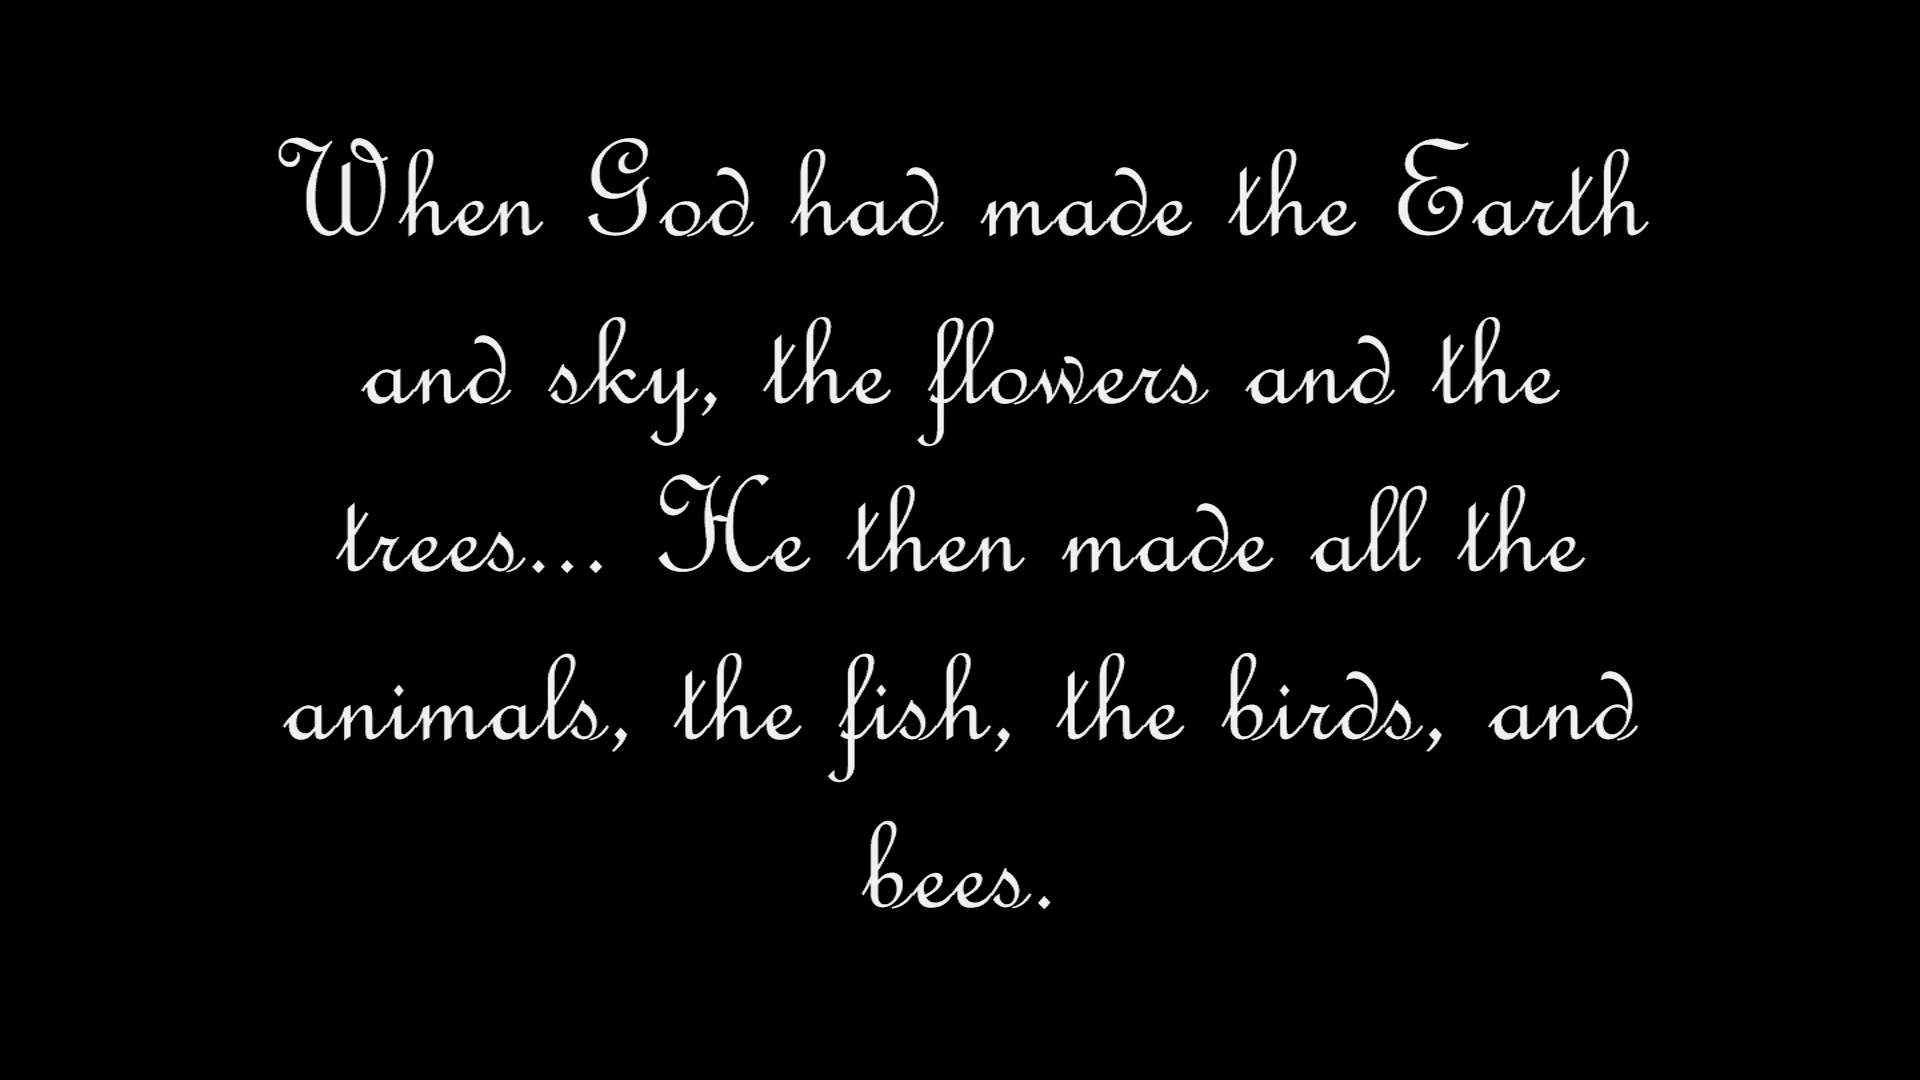 When God had made the Earth
and sky, the flowers and the
trees... He then made all the
animals, the fish, the birds, and
bees.